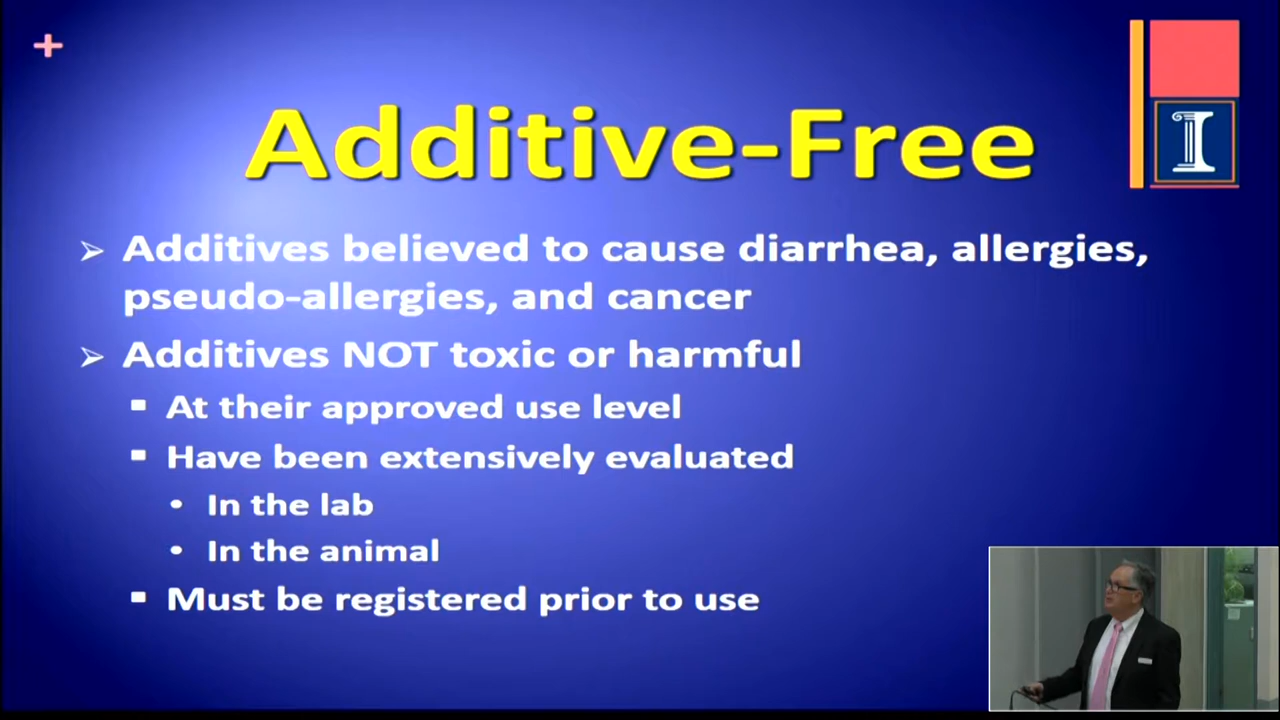 Additive-Free
I
Additives believed to cause diarrhea, allergies,
pseudo-allergies, and cancer
Additives NOT toxic or harmful
At their approved use level
Have been extensively evaluated
In the lab
In the animal
Must be registered prior to use